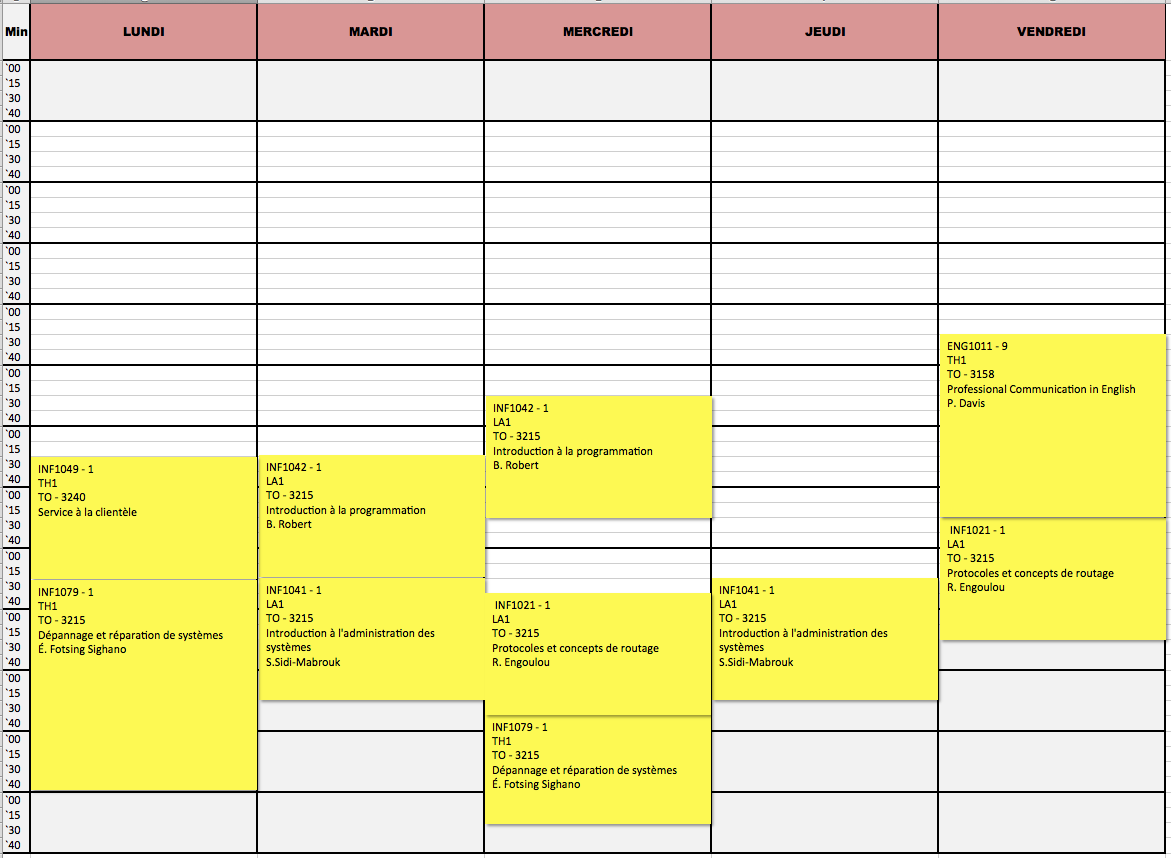 Min
LUNDI
MARDI
MERCREDI
JEUDI
VENDREDI
`00
`15
`30
`40
`00
`15
`30
`40
`00
`15
`30
`40
`00
`15
`30
`40
`00
`15
`30
`40
`00
`15
`30
`40
`00
`15
`30
`40
`00
`15
`30
`40
`00
`15
`30
`40
`00
`15
`30
`40
`00
`15
`30
`40
`00
`15
`30
`40
`00
`15
`30
`40
INF1049 - 1
TH1
TO - 3240
Service à la clientèle
INF1079 - 1
TH1
TO - 3215
Dépannage et réparation de systèmes
É. Fotsing Sighano
INF1042 - 1
LA1
TO - 3215
Introduction à la programmation
B. Robert
INF1041 - 1
LA1
TO - 3215
Introduction à l'administration des
systèmes
S.Sidi-Mabrouk
INF1042 - 1
LA1
TO - 3215
Introduction à la programmation
B. Robert
INF1021 - 1
LA1
TO - 3215
Protocoles et concepts de routage
R. Engoulou
INF1079 - 1
TH1
TO - 3215
Dépannage et réparation de systèmes
É. Fotsing Sighano
INF1041 - 1
LA1
TO - 3215
Introduction à l'administration des
systèmes
S.Sidi-Mabrouk
ENG1011 - 9
TH1
TO - 3158
Professional Communication in English
P. Davis
INF1021 - 1
LA1
TO - 3215
Protocoles et concepts de routage
R. Engoulou